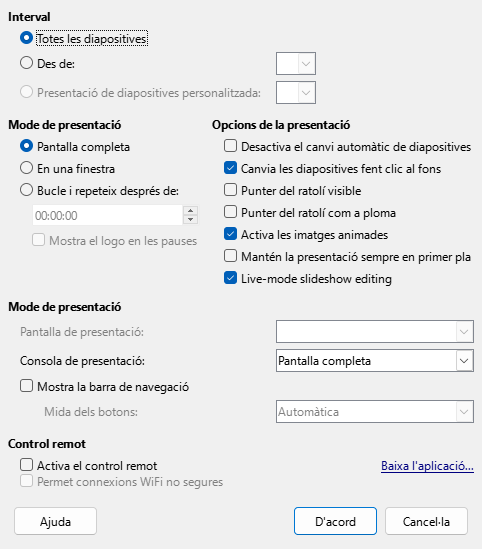 Interval
Totes les diapositives
Des de:
Presentació de diapositives personalitzada:
Mode de presentació
Pantalla completa
En una finestra
Bucle i repeteix després de:
00:00:00
Mostra el logo en les pauses
Opcions de la presentació
Desactiva el canvi automàtic de diapositives
Canvia les diapositives fent clic al fons
Punter del ratolí visible
Punter del ratolí com a ploma
Activa les imatges animades
Mantén la presentació sempre en primer pla
Live-mode slideshow editing
Mode de presentació
Pantalla de presentació:
Consola de presentació: Pantalla completa
Mostra la barra de navegació
Mida dels botons: Automàtica
Control remot
Activa el control remot Baixa l'aplicació...
Permet connexions WiFi no segures
Ajuda D'acord Cancel·la